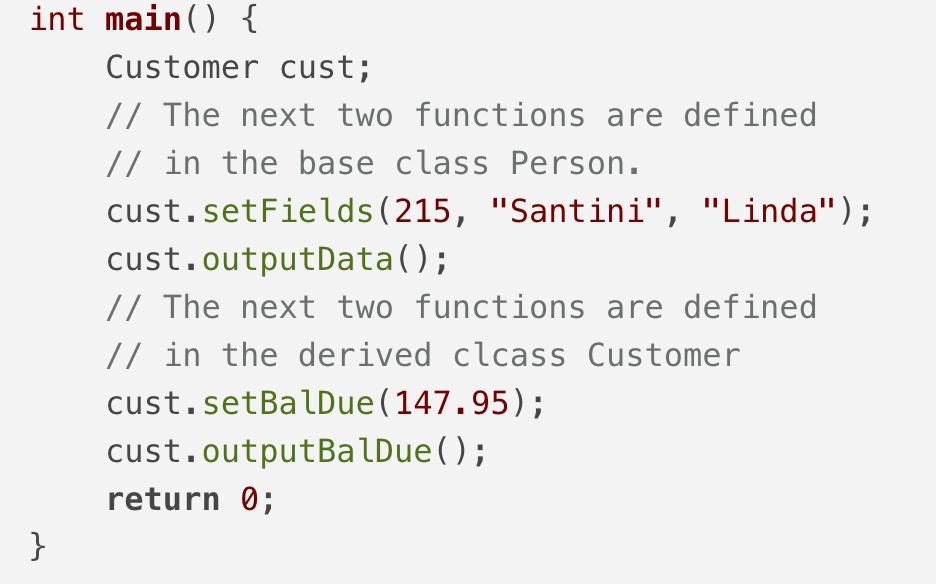 int main() {
    Customer cust;
    // The next two functions are defined
    // in the base class Person.
    cust.setFields(215, "Santini", "Linda");
    cust.outputData();
    // The next two functions are defined
    // in the derived clcass Customer
    cust.setBalDue(147.95);
    cust.outputBalDue();
    return 0;
}